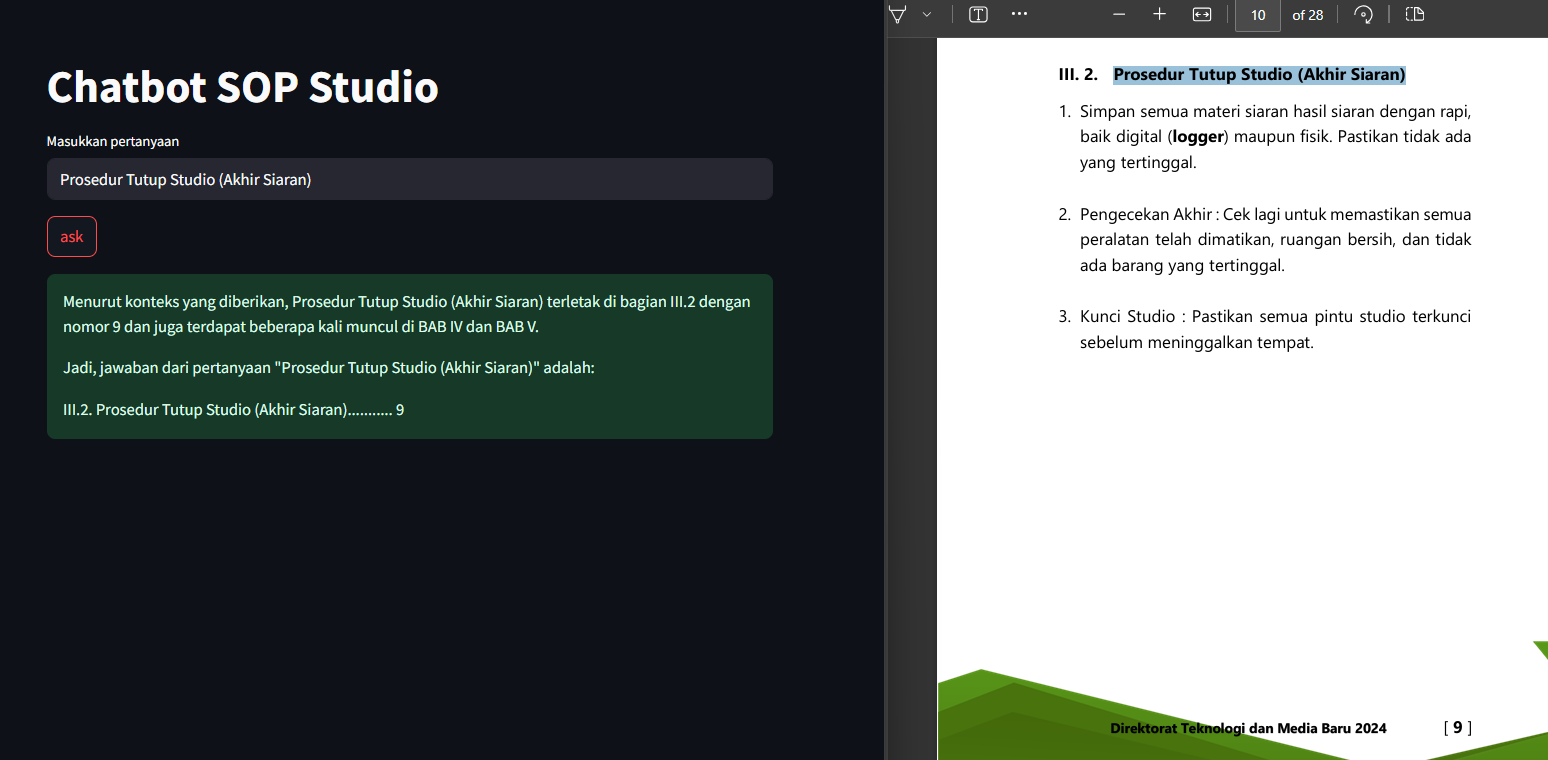 Chatbot SOP Studio
Masukkan pertanyaan
Prosedur Tutup Studio (Akhir Siaran)
ask
Menurut konteks yang diberikan, Prosedur Tutup Studio (Akhir Siaran) terletak di bagian III.2 dengan
nomor 9 dan juga terdapat beberapa kali muncul di BAB IV dan BAB V.
Jadi, jawaban dari pertanyaan "Prosedur Tutup Studio (Akhir Siaran)" adalah:
III.2. Prosedur Tutup Studio (Akhir Siaran)........... 9
10 of 28
III. 2. Prosedur Tutup Studio (Akhir Siaran)
1. Simpan semua materi siaran hasil siaran dengan rapi,
baik digital (logger) maupun fisik. Pastikan tidak ada
yang tertinggal.
2. Pengecekan Akhir : Cek lagi untuk memastikan semua
peralatan telah dimatikan, ruangan bersih, dan tidak
ada barang yang tertinggal.
3. Kunci Studio : Pastikan semua pintu studio terkunci
sebelum meninggalkan tempat.
Direktorat Teknologi dan Media Baru 2024 [ 9 ]